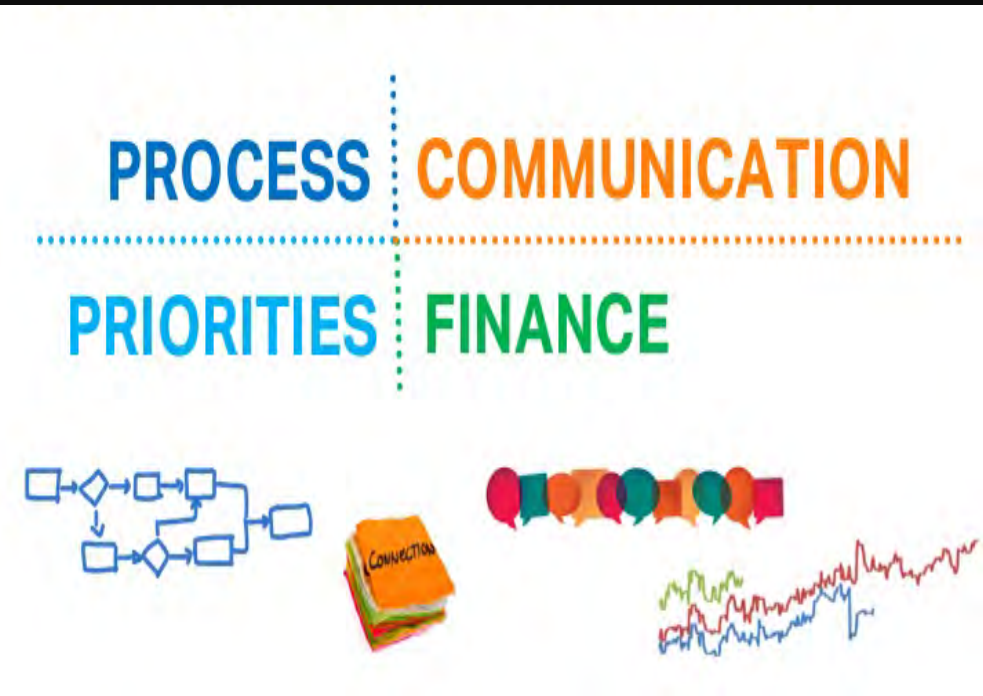 PROCESS
COMMUNICATION
PRIORITIES
FINANCE
CONNECTION